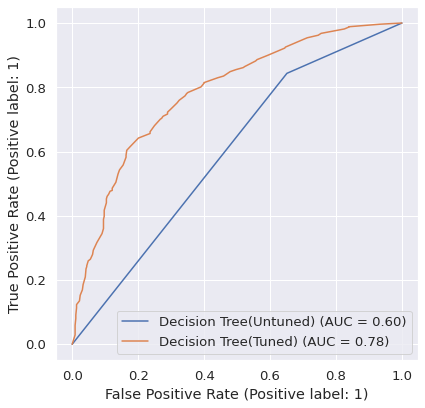 1.0
0.8
0.6
0.4
0.2
0.0
True Positive Rate (Positive label: 1)
Decision Tree(Untuned) (AUC = 0.60)
Decision Tree(Tuned) (AUC = 0.78)
0.0 0.2 0.4 0.6 0.8 1.0
False Positive Rate (Positive label: 1)